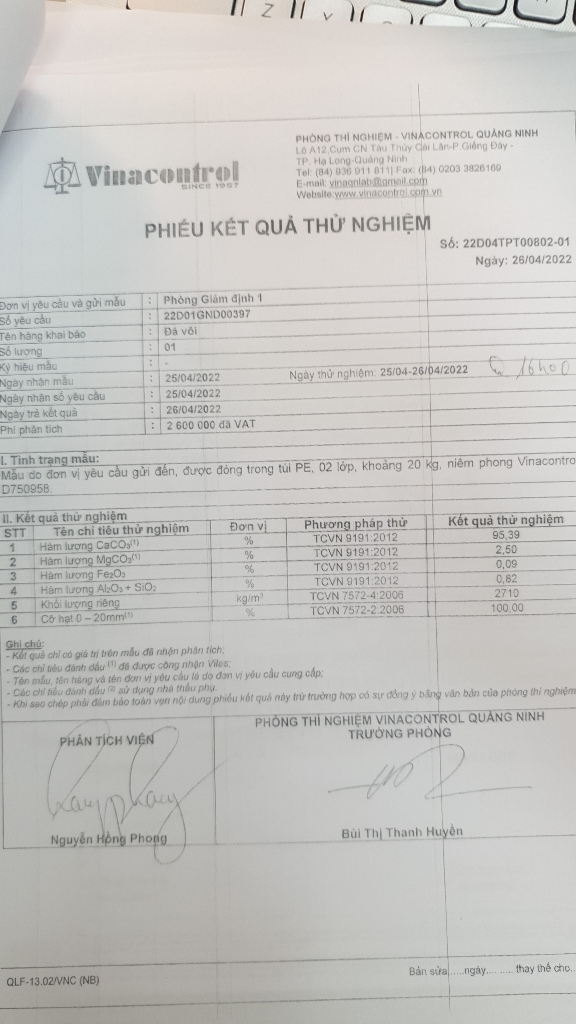 Z V
PHÒNG THÍ NGHIỆM - VINACONTROL QUẢNG NINH
Lô A12.Cụm CN Tàu Thủy Cái Lân-P.Giếng Đáy -
TP. Hạ Long-Quảng Ninh
Tel: (84) 936 911 811| Fax: (84) 0203 3826169
E-mail: vinaqnlab@gmail.com
Website:www.vinacontrol.com.vn
Vinacontrol
SINCE 1957
PHIẾU KẾT QUẢ THỬ NGHIỆM
Số: 22D04TPT00802-01
Ngày: 26/04/2022
Đơn vị yêu cầu và gửi mẫu : Phòng Giám định 1
Số yêu cầu : 22D01GND00397
Tên hàng khai báo : Đá vôi
Số lượng : 01
Ký hiệu mẫu : -
Ngày nhận mẫu : 25/04/2022 Ngày thử nghiệm: 25/04-26/04/2022 16h00
Ngày nhận số yêu cầu : 25/04/2022
Ngày trả kết quả : 26/04/2022
Phí phân tích : 2 600 000 đã VAT
I. Tình trạng mẫu:
Mẫu do đơn vị yêu cầu gửi đến, được đóng trong túi PE, 02 lớp, khoảng 20 kg, niêm phong Vinacontro
D750958.
II. Kết quả thử nghiệm
STT Tên chỉ tiêu thử nghiệm Đơn vị Phương pháp thử Kết quả thử nghiệm
1 Hàm lượng CaCO₃⁽¹⁾ % TCVN 9191:2012 95,39
2 Hàm lượng MgCO₃⁽¹⁾ % TCVN 9191:2012 2,50
3 Hàm lượng Fe₂O₃ % TCVN 9191:2012 0,09
4 Hàm lượng Al₂O₃ + SiO₂ % TCVN 9191:2012 0,62
5 Khối lượng riêng kg/m³ TCVN 7572-4:2006 2710
6 Cỡ hạt 0 - 20mm⁽¹⁾ % TCVN 7572-2:2006 100,00
Ghi chú:
- Kết quả chỉ có giá trị trên mẫu đã nhận phân tích;
- Các chỉ tiêu đánh dấu ⁽¹⁾ đã được công nhận Vilas;
- Tên mẫu, tên hàng và tên đơn vị yêu cầu là do đơn vị yêu cầu cung cấp;
- Các chỉ tiêu đánh dấu ⁽²⁾ sử dụng nhà thầu phụ.
- Khi sao chép phải đảm bảo toàn vẹn nội dung phiếu kết quả này trừ trường hợp có sự đồng ý bằng văn bản của phòng thí nghiệm
PHÂN TÍCH VIÊN
PHÒNG THÍ NGHIỆM VINACONTROL QUẢNG NINH
TRƯỞNG PHÒNG
Nguyễn Hồng Phong
Bùi Thị Thanh Huyền
QLF-13.02/VNC (NB)
Bản sửa.....ngày.... ..... thay thế cho..